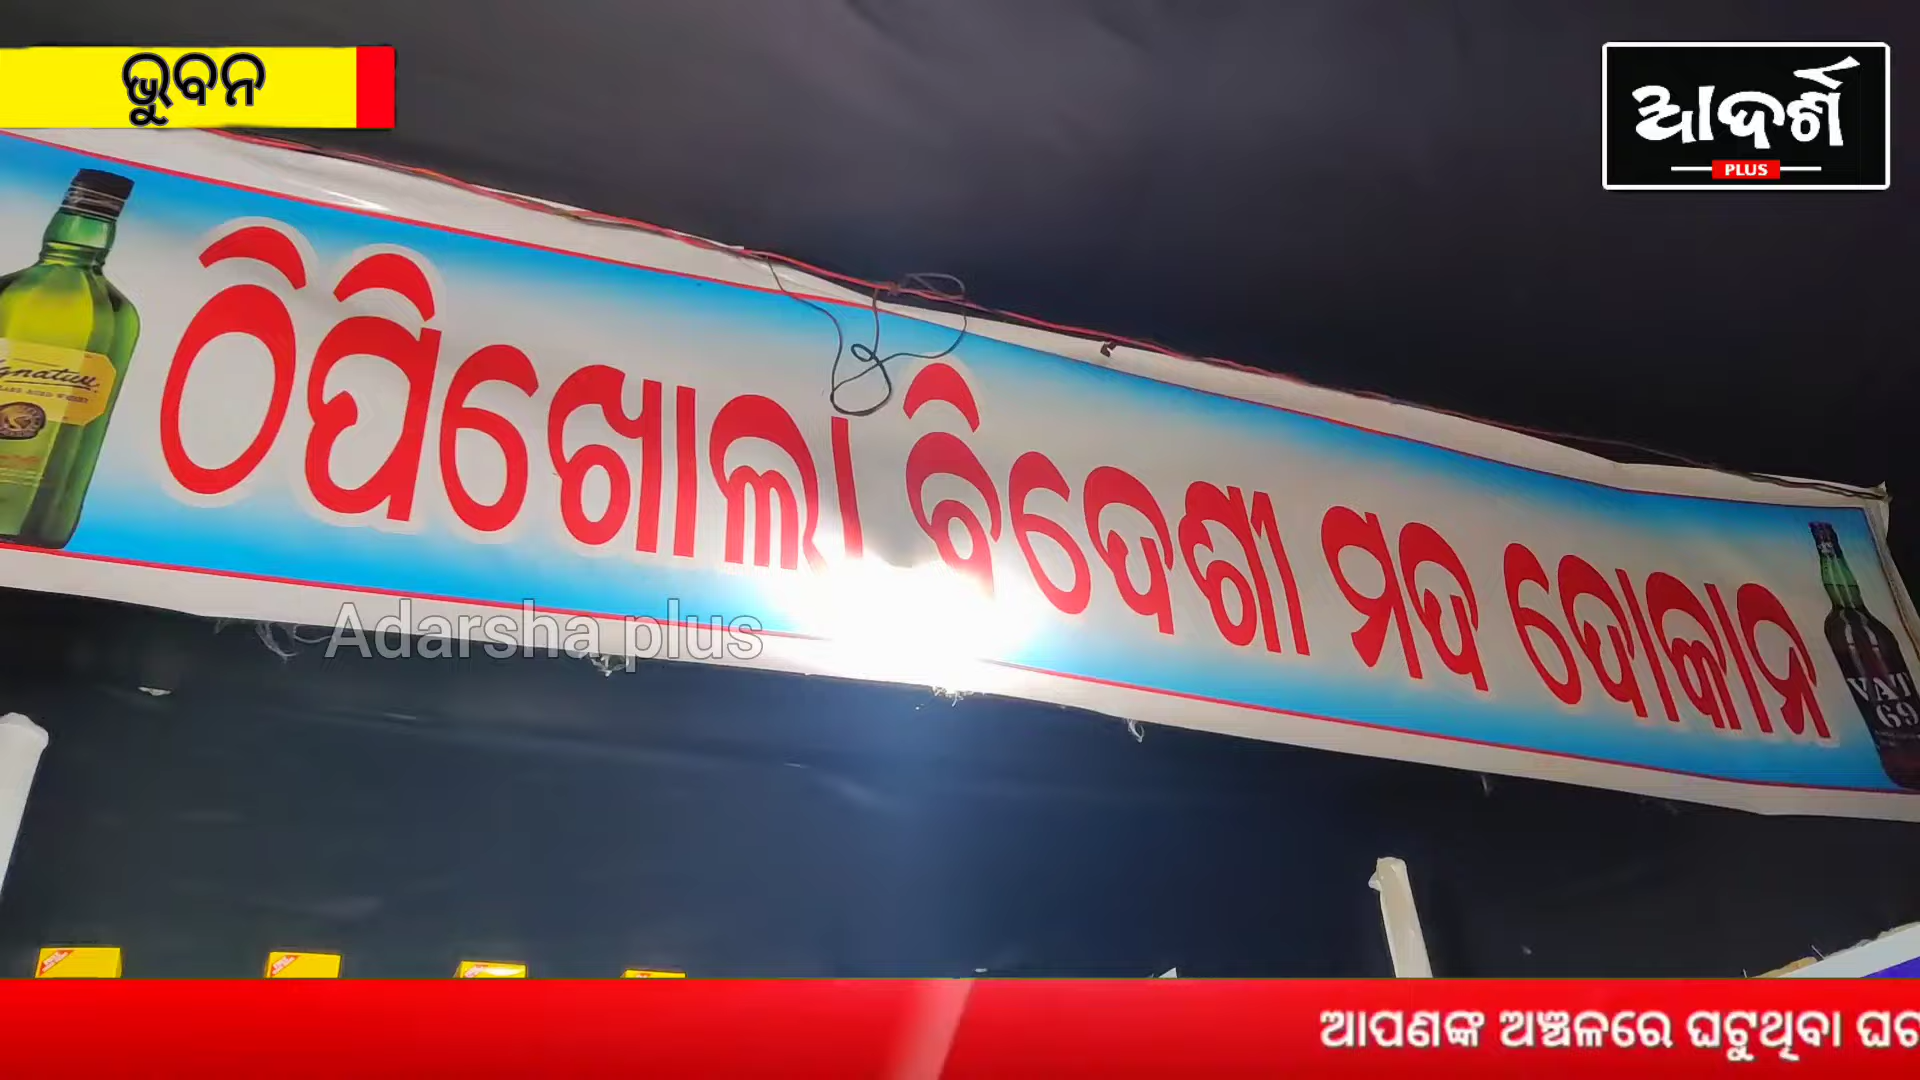 ଭୁବନ
ଆଦର୍ଶ
PLUS
ଠିପିଖୋଲା ବିଦେଶୀ ମଦ ଦୋକାନ
VAT
69
Adarsha plus
ଆପଣଙ୍କ ଅଞ୍ଚଳରେ ଘଟୁଥିବା